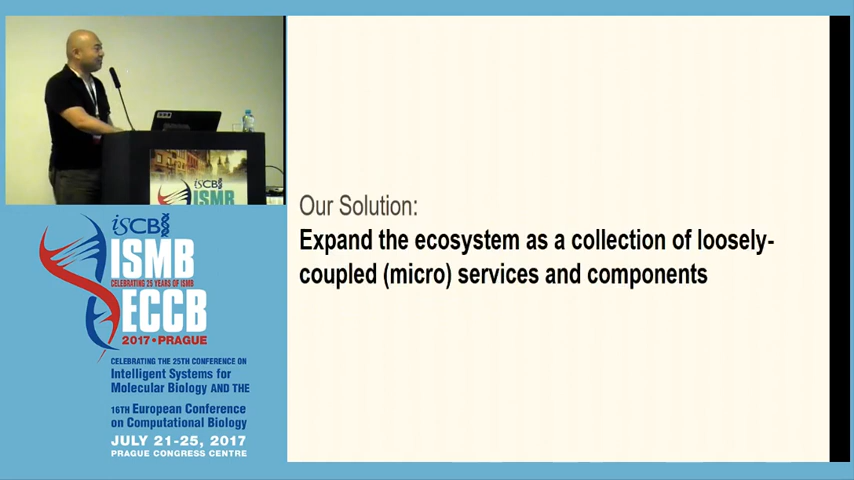 iSCB
ISMB
Our Solution:
Expand the ecosystem as a collection of loosely-
coupled (micro) services and components
iSCB
ISMB
CELEBRATING 25 YEARS OF ISMB
ECCB
2017 • PRAGUE
CELEBRATING THE 25TH CONFERENCE ON
Intelligent Systems for
Molecular Biology AND THE
16TH European Conference
on Computational Biology
JULY 21-25, 2017
PRAGUE CONGRESS CENTRE